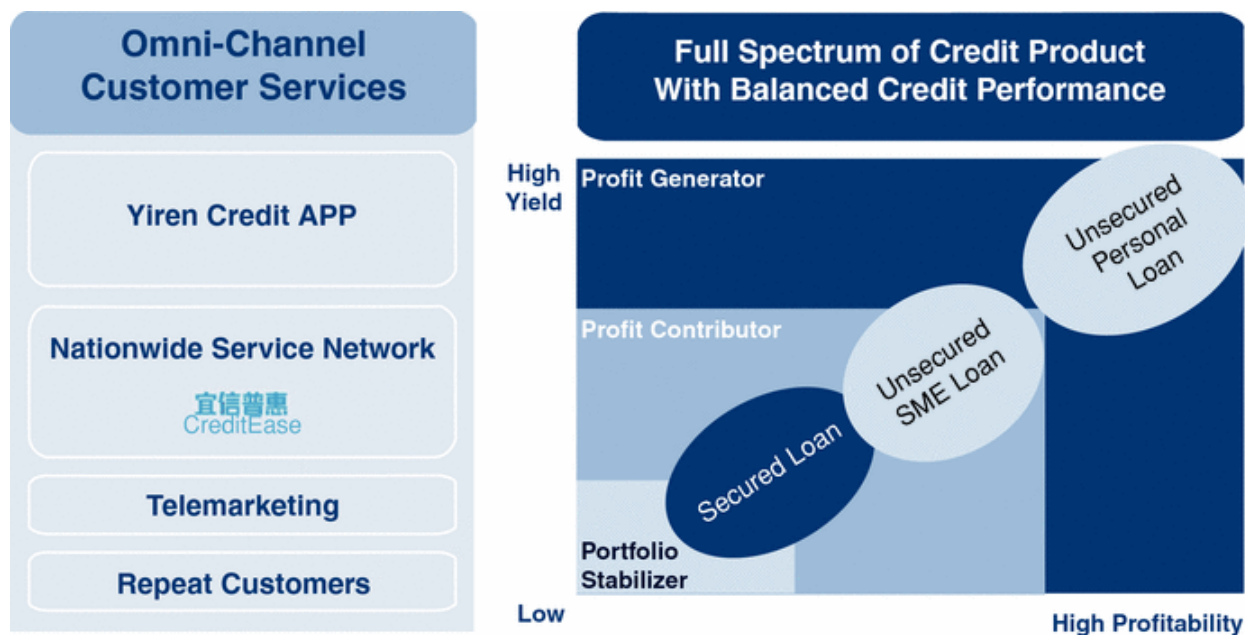 Omni-Channel
Customer Services
Yiren Credit APP
Nationwide Service Network
宜信普惠
CreditEase
Telemarketing
Repeat Customers
Full Spectrum of Credit Product
With Balanced Credit Performance
High
Yield
Profit Generator
Unsecured
Personal
Loan
Profit Contributor
Unsecured
SME Loan
Secured Loan
Portfolio
Stabilizer
Low
High Profitability